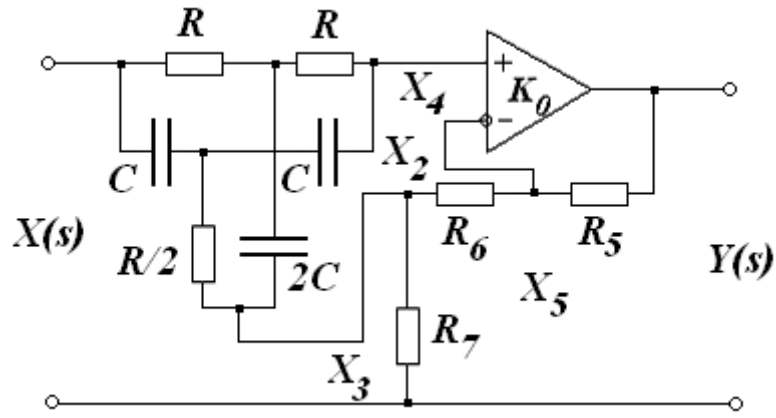 R
R
+
X4
K0
-
C
C
X2
X(s)
R/2
2C
R6
R5
X5
Y(s)
R7
X3